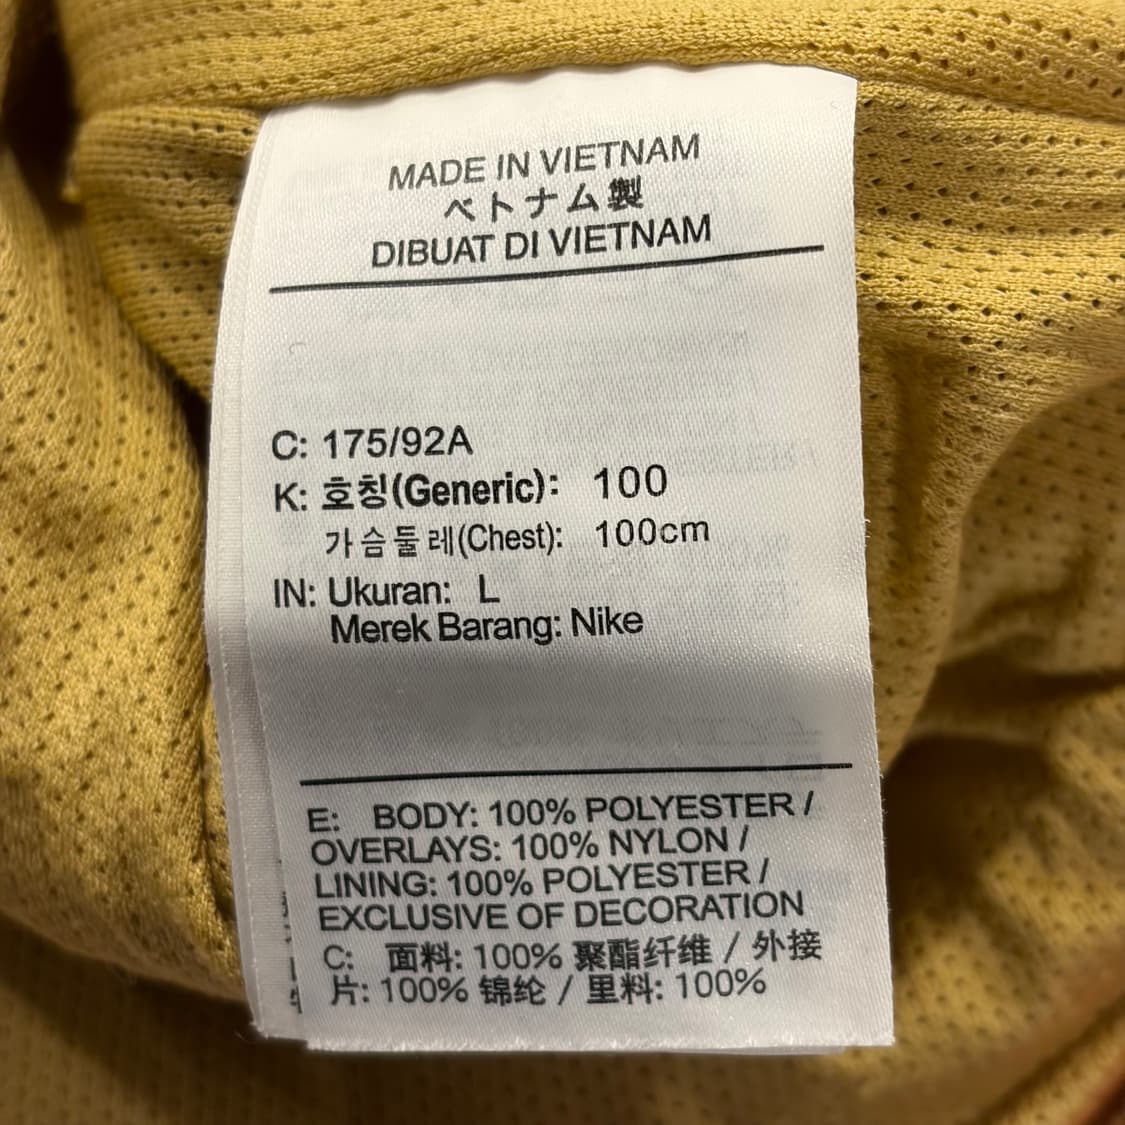 MADE IN VIETNAM
ベトナム製
DIBUAT DI VIETNAM
C: 175/92A
K: 호칭(Generic): 100
가슴둘레(Chest): 100cm
IN: Ukuran: L
Merek Barang: Nike
E: BODY: 100% POLYESTER /
OVERLAYS: 100% NYLON /
LINING: 100% POLYESTER /
EXCLUSIVE OF DECORATION
C: 面料: 100% 聚酯纤维 / 外接
片: 100% 锦纶 / 里料: 100%